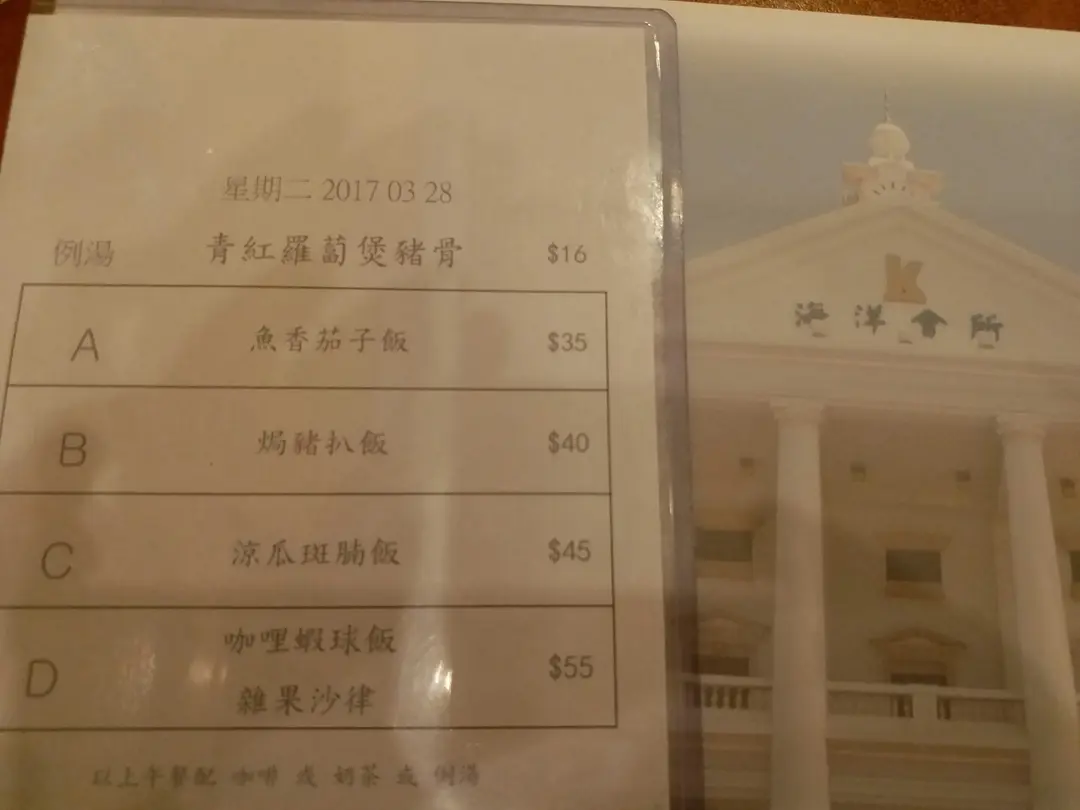 星期二 2017 03 28
例湯 青紅羅蔔煲豬骨 $16
A 魚香茄子飯 $35
B 焗豬扒飯 $40
C 涼瓜斑腩飯 $45
D 咖哩蝦球飯 雜果沙律 $55
以上午餐配 咖啡 或 奶茶 或 例湯
K
海洋會所